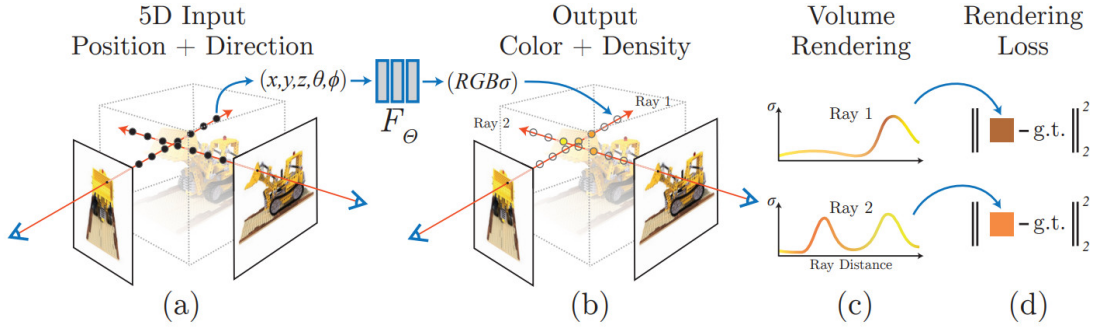 5D Input
Position + Direction
Output
Color + Density
Volume
Rendering
Rendering
Loss
(x,y,z,θ,ϕ)
F_Θ
(RGBσ)
Ray 1
Ray 2
σ
Ray 1
σ
Ray 2
Ray Distance
‖ − g.t. ‖₂²
‖ − g.t. ‖₂²
(a)
(b)
(c)
(d)